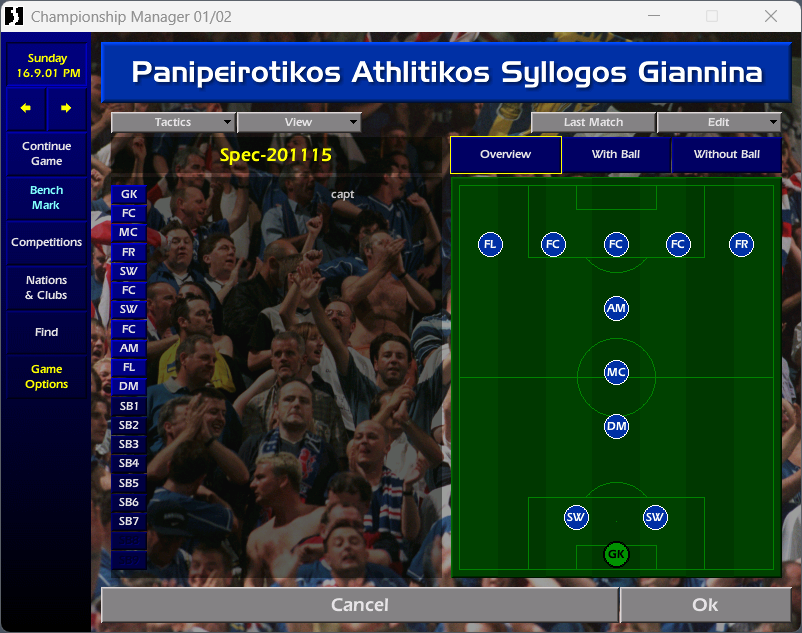 Championship Manager 01/02
Sunday
16.9.01 PM
Continue
Game
Bench
Mark
Competitions
Nations
& Clubs
Find
Game
Options
Panipeirotikos Athlitikos Syllogos Giannina
Tactics
View
Last Match
Edit
Spec-201115
Overview
With Ball
Without Ball
GK
capt
FC
MC
FR
SW
FC
SW
FC
AM
FL
DM
SB1
SB2
SB3
SB4
SB5
SB6
SB7
FL
FC
FC
FC
FR
AM
MC
DM
SW
SW
GK
Cancel
Ok